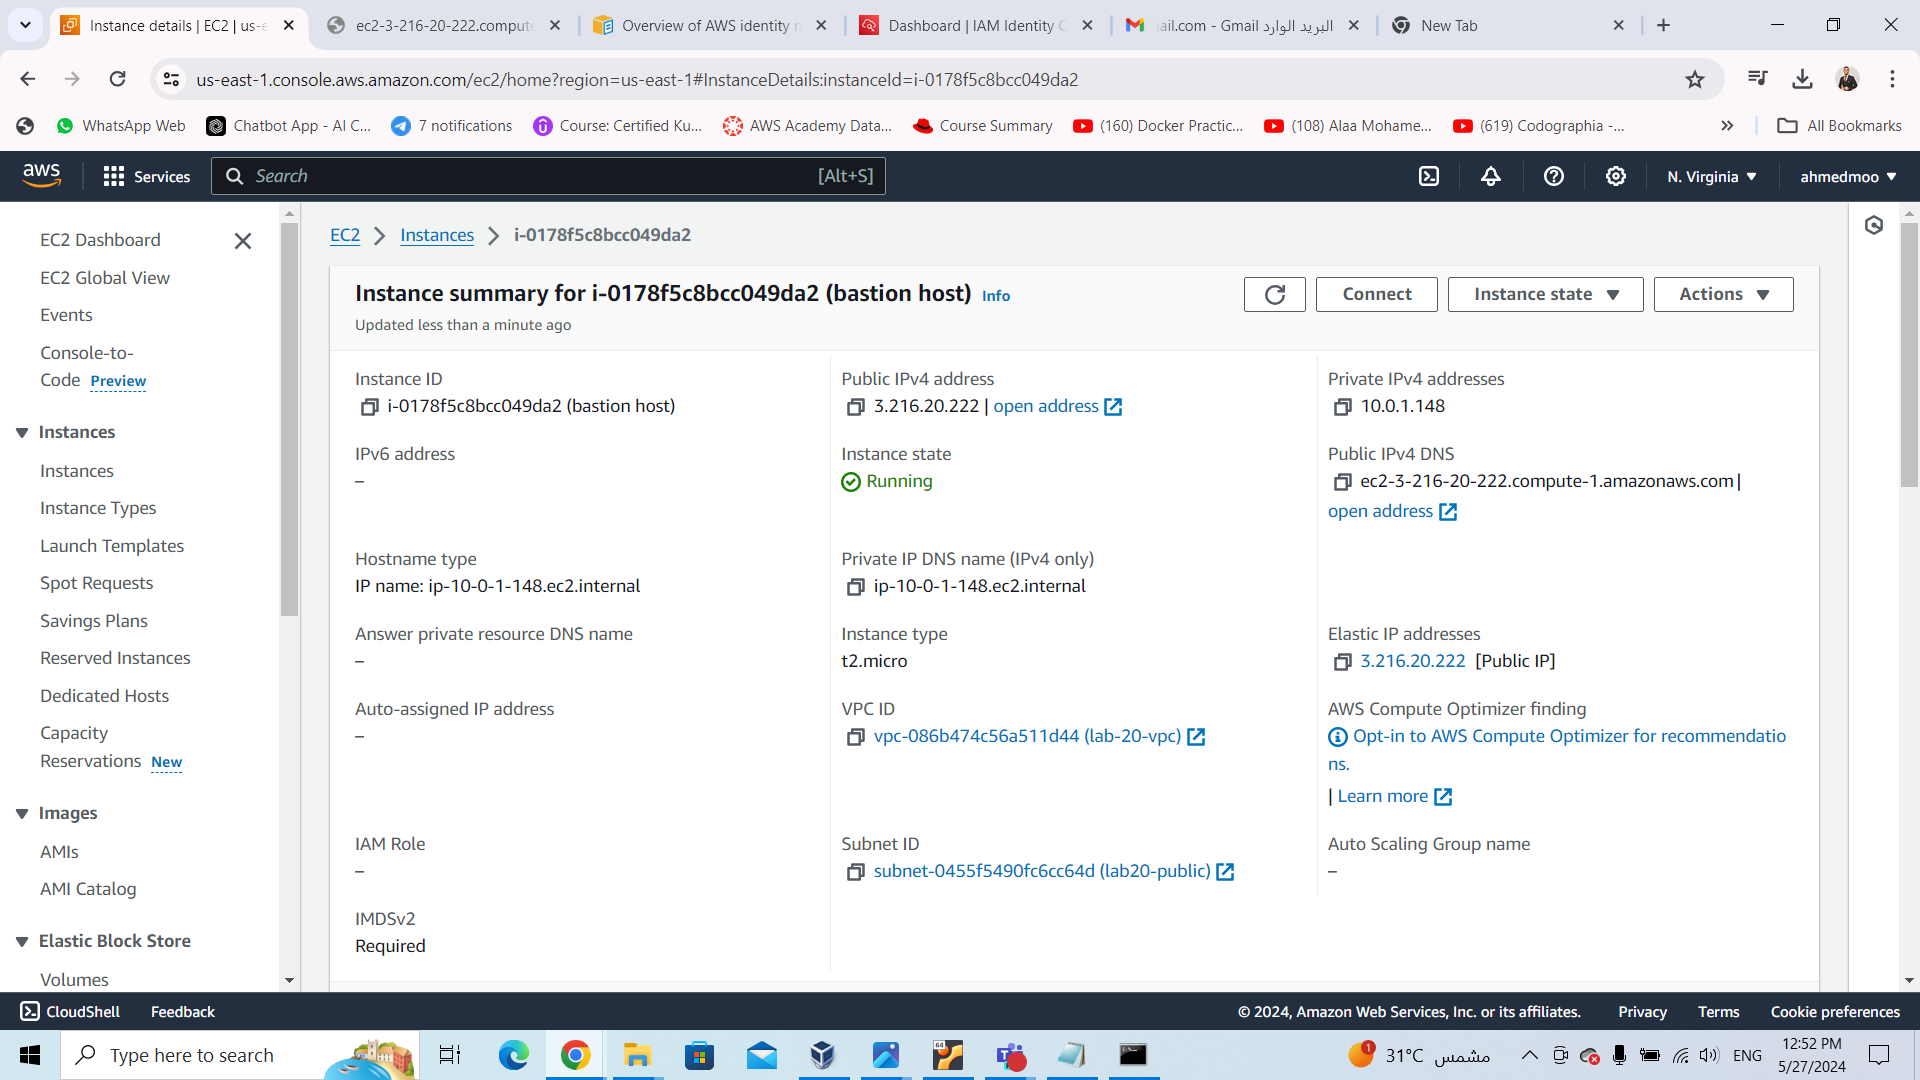 Instance details | EC2 | us-e
ec2-3-216-20-222.compute
Overview of AWS identity m
Dashboard | IAM Identity C
البريد الوارد Gmail - ail.com
New Tab
us-east-1.console.aws.amazon.com/ec2/home?region=us-east-1#InstanceDetails:instanceId=i-0178f5c8bcc049da2
WhatsApp Web
Chatbot App - AI C...
7 notifications
Course: Certified Ku...
AWS Academy Data...
Course Summary
(160) Docker Practic...
(108) Alaa Mohame...
(619) Codographia -...
All Bookmarks
aws
Services
Search
[Alt+S]
N. Virginia
ahmedmoo
EC2 Dashboard
EC2 Global View
Events
Console-to-
Code Preview
Instances
Instances
Instance Types
Launch Templates
Spot Requests
Savings Plans
Reserved Instances
Dedicated Hosts
Capacity
Reservations New
Images
AMIs
AMI Catalog
Elastic Block Store
Volumes
EC2 > Instances > i-0178f5c8bcc049da2
Instance summary for i-0178f5c8bcc049da2 (bastion host) Info
Updated less than a minute ago
Connect
Instance state
Actions
Instance ID
i-0178f5c8bcc049da2 (bastion host)
Public IPv4 address
3.216.20.222 | open address
Private IPv4 addresses
10.0.1.148
IPv6 address
–
Instance state
Running
Public IPv4 DNS
ec2-3-216-20-222.compute-1.amazonaws.com |
open address
Hostname type
IP name: ip-10-0-1-148.ec2.internal
Private IP DNS name (IPv4 only)
ip-10-0-1-148.ec2.internal
Answer private resource DNS name
–
Instance type
t2.micro
Elastic IP addresses
3.216.20.222 [Public IP]
Auto-assigned IP address
–
VPC ID
vpc-086b474c56a511d44 (lab-20-vpc)
AWS Compute Optimizer finding
Opt-in to AWS Compute Optimizer for recommendatio
ns.
| Learn more
IAM Role
–
Subnet ID
subnet-0455f5490fc6cc64d (lab20-public)
Auto Scaling Group name
–
IMDSv2
Required
CloudShell
Feedback
© 2024, Amazon Web Services, Inc. or its affiliates.
Privacy
Terms
Cookie preferences
Type here to search
1
31°C مشمس
ENG
12:52 PM
5/27/2024